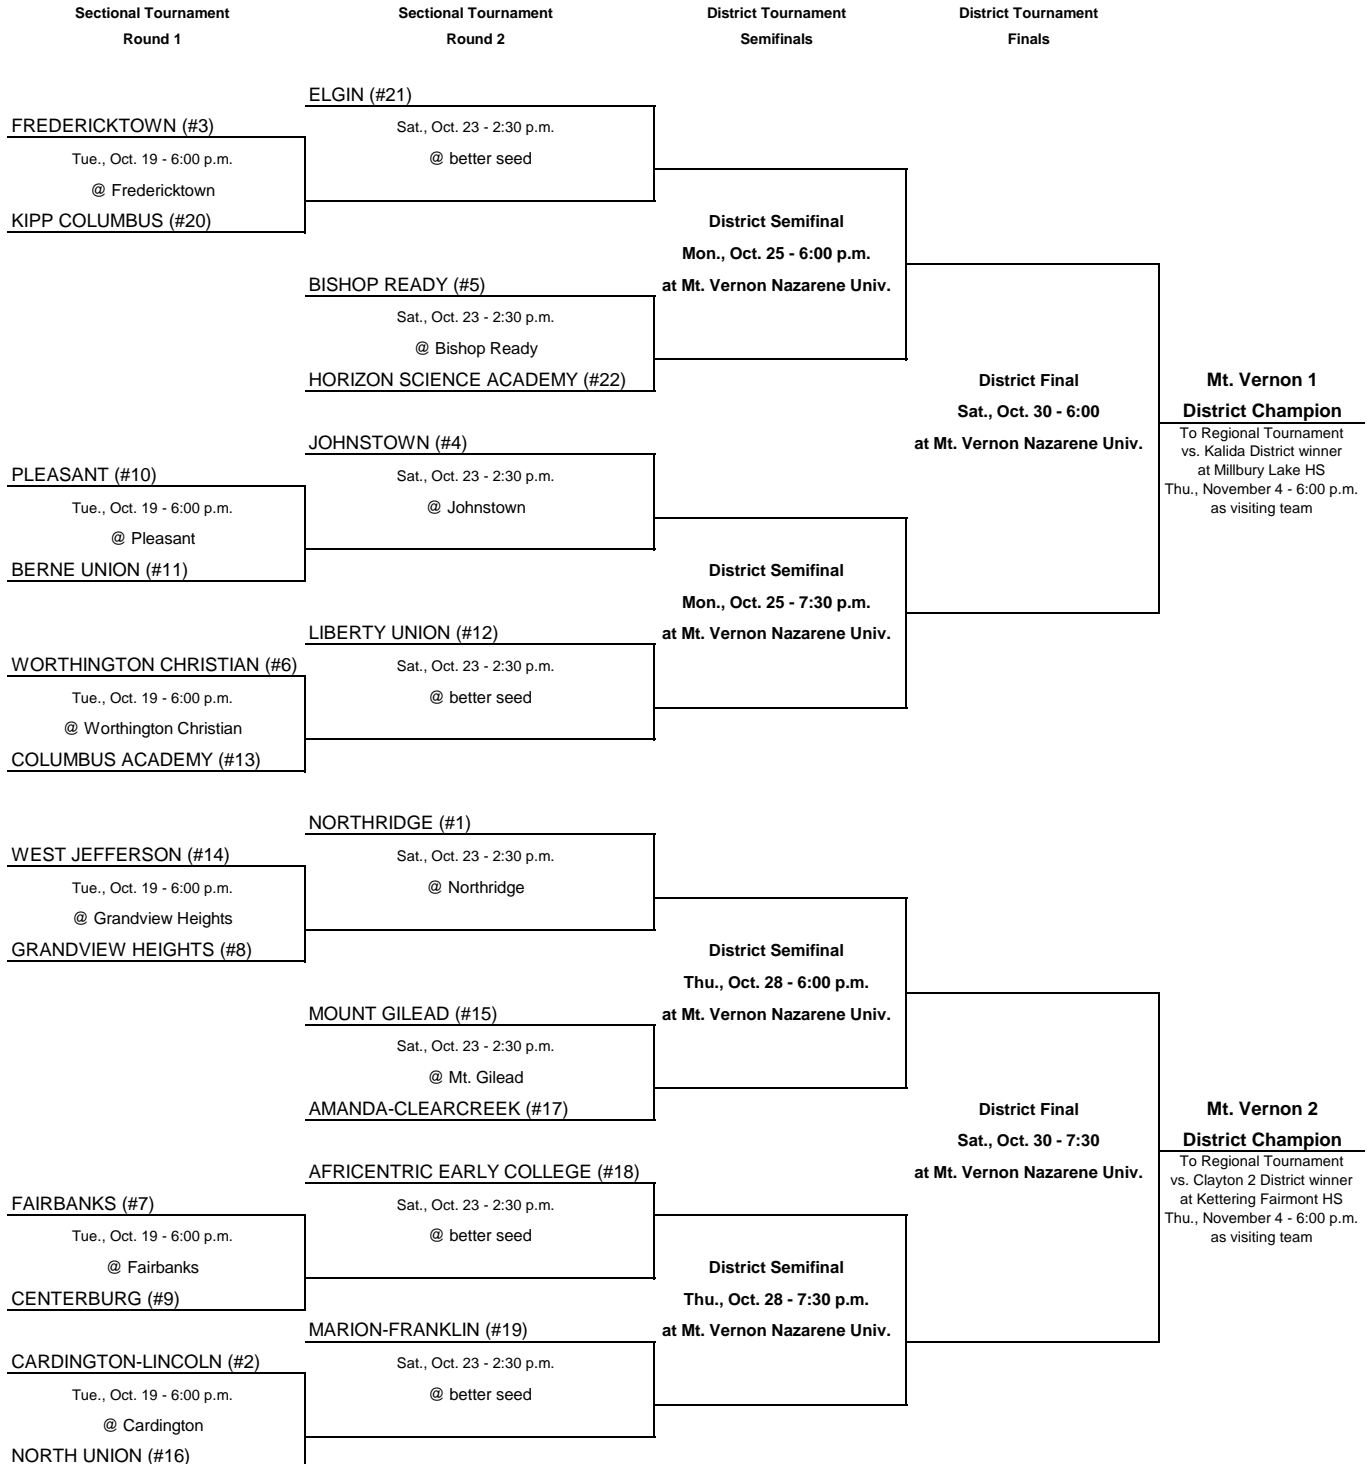 Sectional Tournament Sectional Tournament District Tournament District Tournament
Round 1 Round 2 Semifinals Finals
ELGIN (#21)
FREDERICKTOWN (#3) Sat., Oct. 23 - 2:30 p.m.
Tue., Oct. 19 - 6:00 p.m. @ better seed
@ Fredericktown
KIPP COLUMBUS (#20) District Semifinal
Mon., Oct. 25 - 6:00 p.m.
BISHOP READY (#5) at Mt. Vernon Nazarene Univ.
Sat., Oct. 23 - 2:30 p.m.
@ Bishop Ready
HORIZON SCIENCE ACADEMY (#22) District Final Mt. Vernon 1
Sat., Oct. 30 - 6:00 District Champion
JOHNSTOWN (#4) at Mt. Vernon Nazarene Univ. To Regional Tournament
vs. Kalida District winner
PLEASANT (#10) Sat., Oct. 23 - 2:30 p.m. at Millbury Lake HS
Thu., November 4 - 6:00 p.m.
Tue., Oct. 19 - 6:00 p.m. @ Johnstown as visiting team
@ Pleasant
BERNE UNION (#11) District Semifinal
Mon., Oct. 25 - 7:30 p.m.
LIBERTY UNION (#12) at Mt. Vernon Nazarene Univ.
WORTHINGTON CHRISTIAN (#6) Sat., Oct. 23 - 2:30 p.m.
Tue., Oct. 19 - 6:00 p.m. @ better seed
@ Worthington Christian
COLUMBUS ACADEMY (#13)
NORTHRIDGE (#1)
WEST JEFFERSON (#14) Sat., Oct. 23 - 2:30 p.m.
Tue., Oct. 19 - 6:00 p.m. @ Northridge
@ Grandview Heights
GRANDVIEW HEIGHTS (#8) District Semifinal
Thu., Oct. 28 - 6:00 p.m.
MOUNT GILEAD (#15) at Mt. Vernon Nazarene Univ.
Sat., Oct. 23 - 2:30 p.m.
@ Mt. Gilead
AMANDA-CLEARCREEK (#17) District Final Mt. Vernon 2
Sat., Oct. 30 - 7:30 District Champion
AFRICENTRIC EARLY COLLEGE (#18) at Mt. Vernon Nazarene Univ. To Regional Tournament
vs. Clayton 2 District winner
FAIRBANKS (#7) Sat., Oct. 23 - 2:30 p.m. at Kettering Fairmont HS
Thu., November 4 - 6:00 p.m.
Tue., Oct. 19 - 6:00 p.m. @ better seed as visiting team
@ Fairbanks District Semifinal
CENTERBURG (#9) Thu., Oct. 28 - 7:30 p.m.
MARION-FRANKLIN (#19) at Mt. Vernon Nazarene Univ.
CARDINGTON-LINCOLN (#2) Sat., Oct. 23 - 2:30 p.m.
Tue., Oct. 19 - 6:00 p.m. @ better seed
@ Cardington
NORTH UNION (#16)